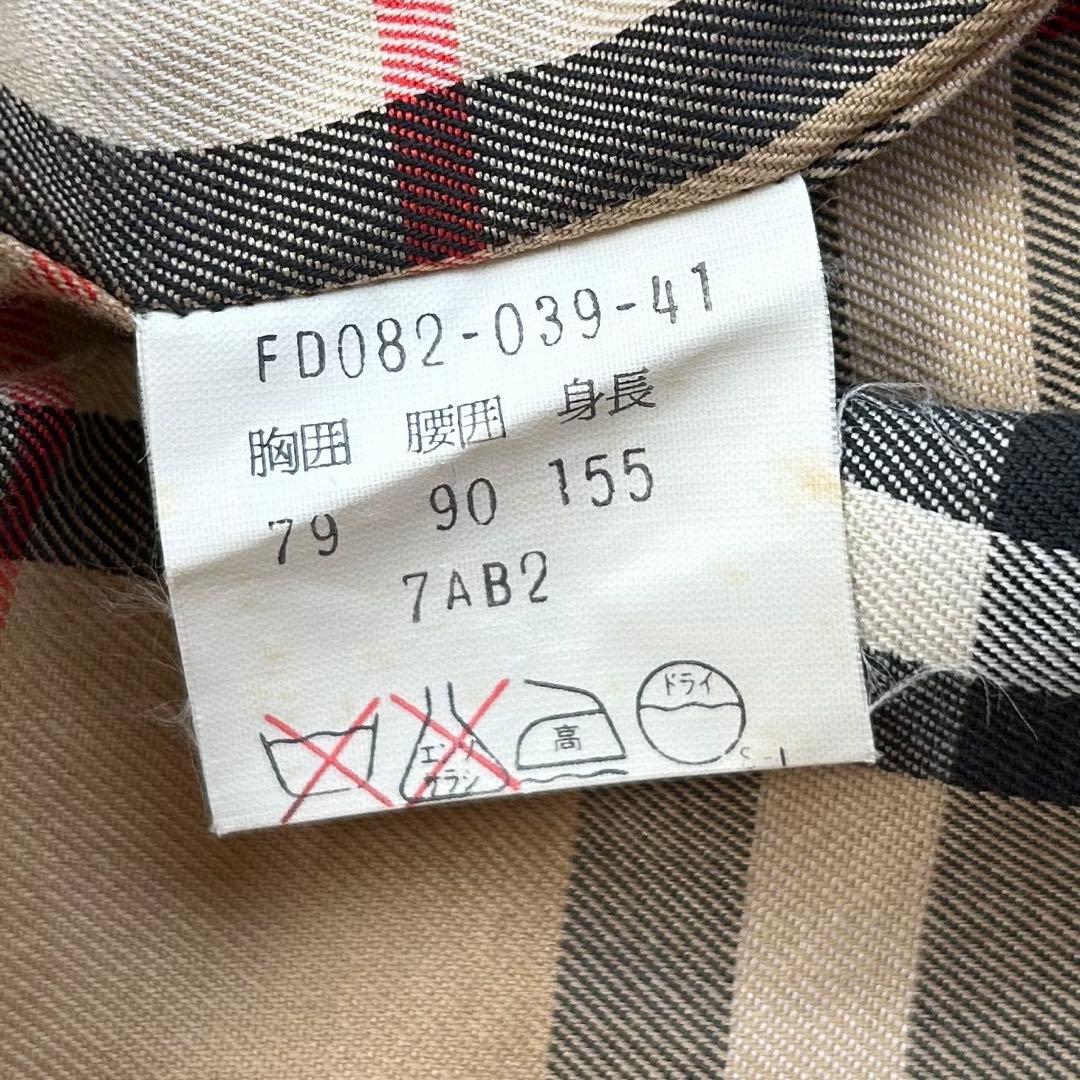 FD082-039-41
胸囲 腰囲 身長
79 90 155
7AB2
エンソ
サラシ
高
ドライ
S-1